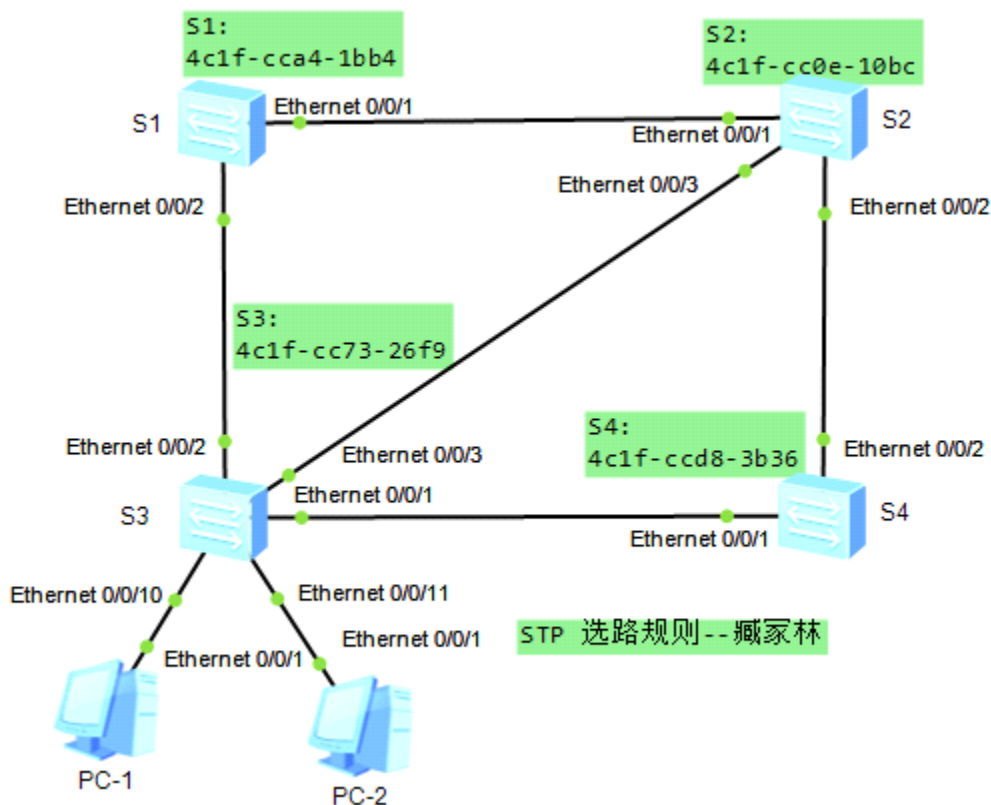 S1:
4c1f-cca4-1bb4
S2:
4c1f-cc0e-10bc
S1
Ethernet 0/0/1
Ethernet 0/0/1
S2
Ethernet 0/0/3
Ethernet 0/0/2
Ethernet 0/0/2
S3:
4c1f-cc73-26f9
S4:
4c1f-ccd8-3b36
Ethernet 0/0/2
Ethernet 0/0/3
Ethernet 0/0/2
Ethernet 0/0/1
S3
S4
Ethernet 0/0/1
Ethernet 0/0/10
Ethernet 0/0/11
STP 选路规则--臧冢林
Ethernet 0/0/1
Ethernet 0/0/1
PC-1
PC-2